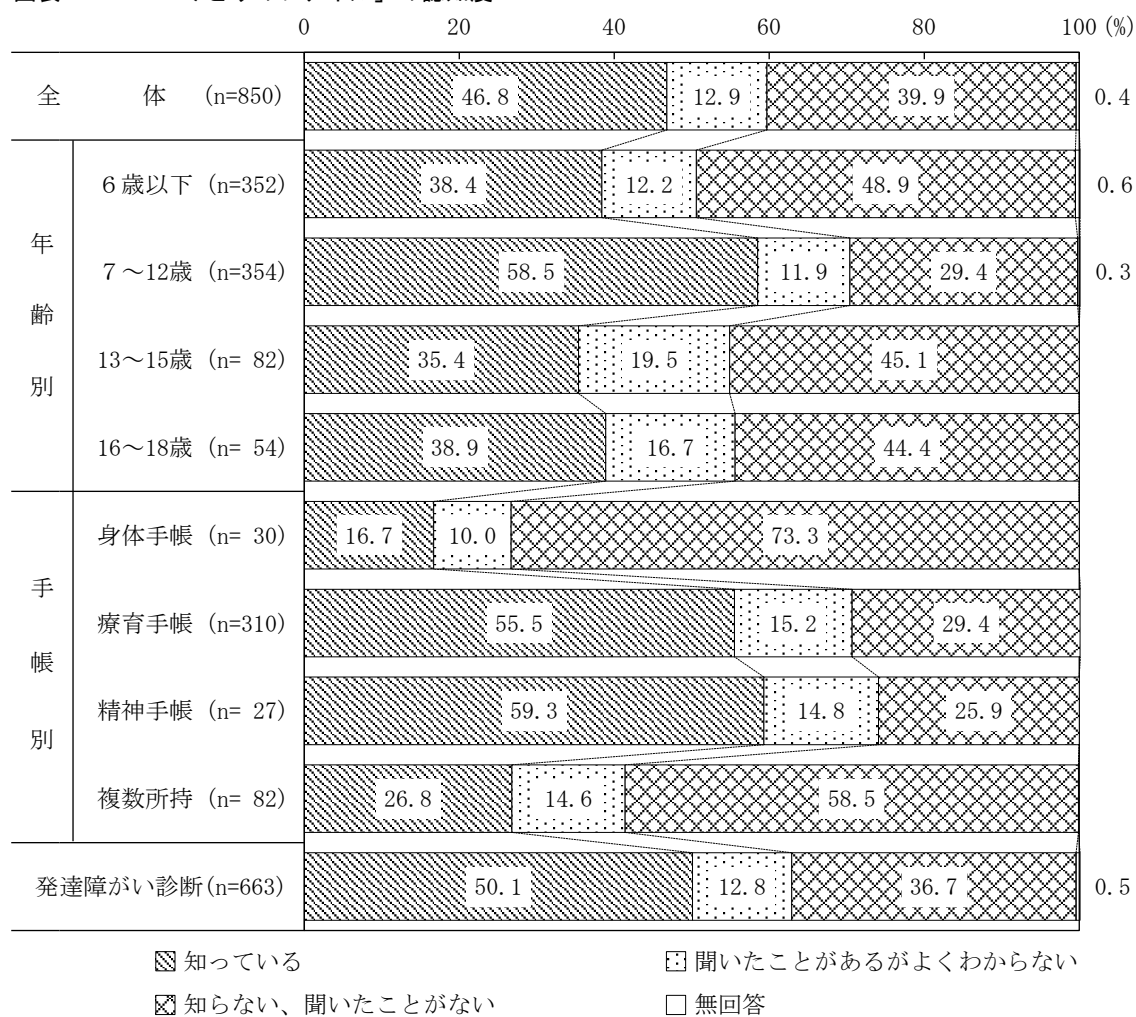 0 20 40 60 80 100 (%)
全 体 (n=850) 46.8 12.9 39.9 0.4
年齢別
6歳以下 (n=352) 38.4 12.2 48.9 0.6
7～12歳 (n=354) 58.5 11.9 29.4 0.3
13～15歳 (n= 82) 35.4 19.5 45.1
16～18歳 (n= 54) 38.9 16.7 44.4
手帳別
身体手帳 (n= 30) 16.7 10.0 73.3
療育手帳 (n=310) 55.5 15.2 29.4
精神手帳 (n= 27) 59.3 14.8 25.9
複数所持 (n= 82) 26.8 14.6 58.5
発達障がい診断(n=663) 50.1 12.8 36.7 0.5
知っている 聞いたことがあるがよくわからない
知らない、聞いたことがない 無回答